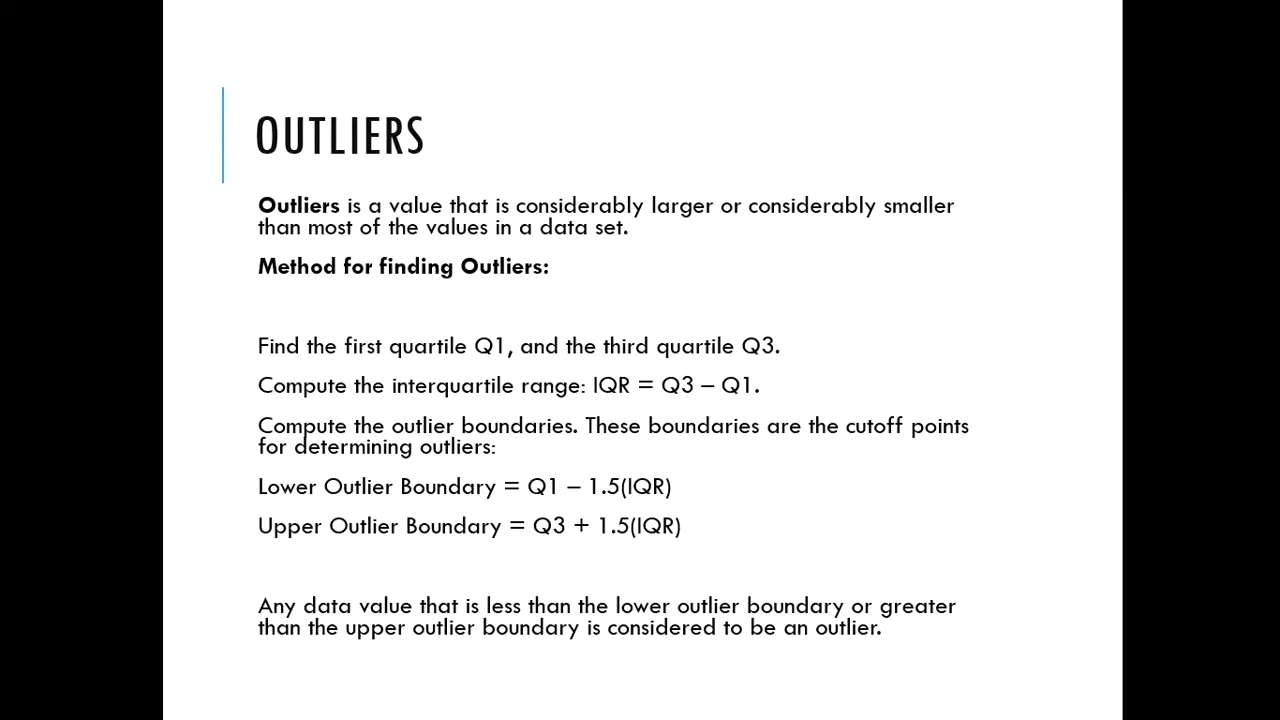 OUTLIERS
Outliers is a value that is considerably larger or considerably smaller
than most of the values in a data set.
Method for finding Outliers:
Find the first quartile Q1, and the third quartile Q3.
Compute the interquartile range: IQR = Q3 – Q1.
Compute the outlier boundaries. These boundaries are the cutoff points
for determining outliers:
Lower Outlier Boundary = Q1 – 1.5(IQR)
Upper Outlier Boundary = Q3 + 1.5(IQR)
Any data value that is less than the lower outlier boundary or greater
than the upper outlier boundary is considered to be an outlier.